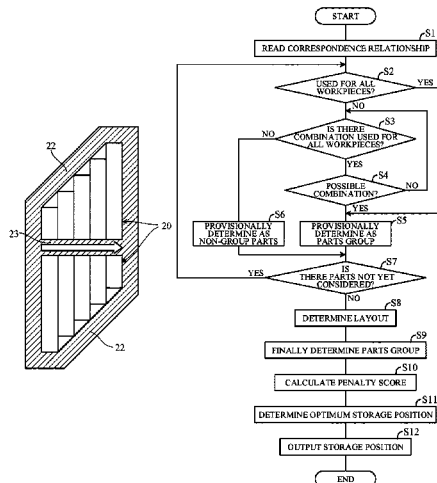 START
S1
READ CORRESPONDENCE RELATIONSHIP
S2
USED FOR ALL
WORKPIECES?
YES
NO
S3
IS THERE
COMBINATION USED FOR
ALL WORKPIECES?
NO
YES
S4
POSSIBLE
COMBINATION?
NO
YES
S6
PROVISIONALLY
DETERMINE AS
NON-GROUP PARTS
S5
PROVISIONALLY
DETERMINE AS
PARTS GROUP
S7
IS
THERE PARTS NOT YET
CONSIDERED?
YES
NO
S8
DETERMINE LAYOUT
S9
FINALLY DETERMINE PARTS GROUP
S10
CALCULATE PENALTY SCORE
S11
DETERMINE OPTIMUM STORAGE POSITION
S12
OUTPUT STORAGE POSITION
END
22
23
20
22